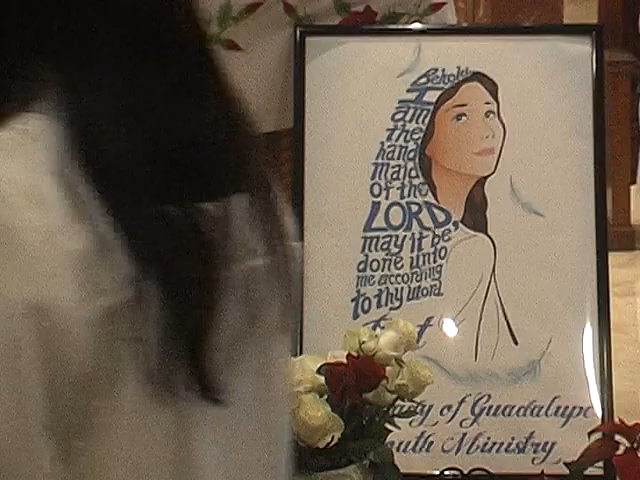 Behold
I
am
the
hand
maid
of the
LORD,
may it be
done unto
me according
to thy Word.
of Guadalupe
Ministry